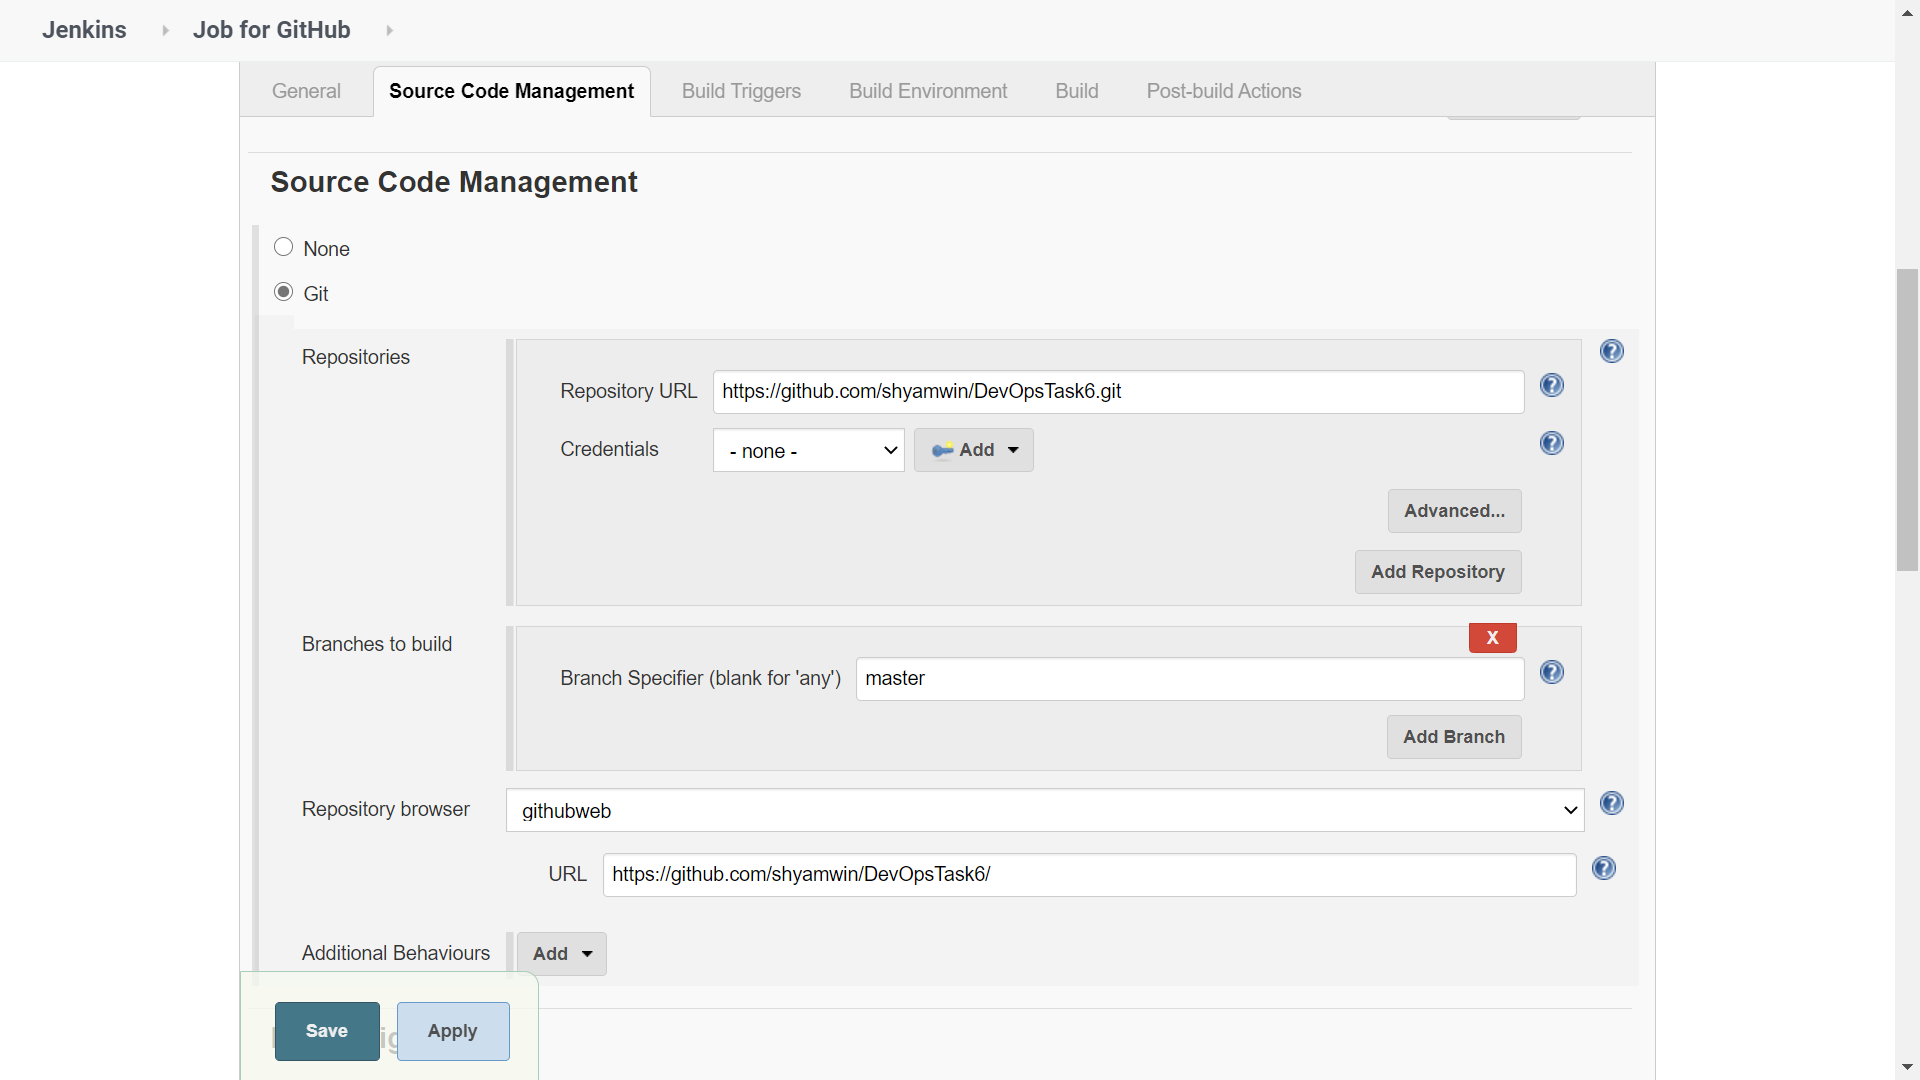 Jenkins Job for GitHub
General Source Code Management Build Triggers Build Environment Build Post-build Actions
Source Code Management
None
Git
Repositories
Repository URL https://github.com/shyamwin/DevOpsTask6.git
Credentials - none - Add
Advanced...
Add Repository
Branches to build
X
Branch Specifier (blank for 'any') master
Add Branch
Repository browser githubweb
URL https://github.com/shyamwin/DevOpsTask6/
Additional Behaviours Add
Save Apply